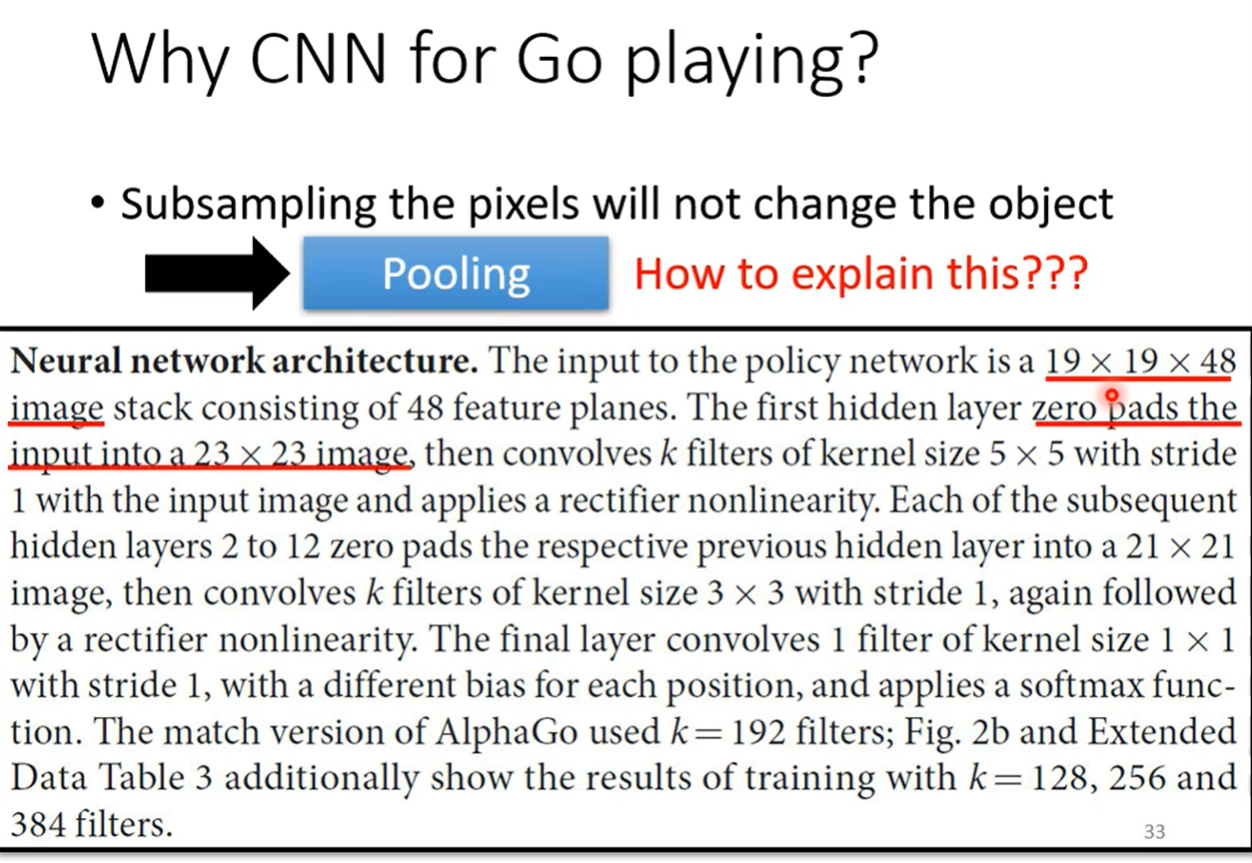 Why CNN for Go playing?
• Subsampling the pixels will not change the object
Pooling How to explain this???
Neural network architecture. The input to the policy network is a 19 × 19 × 48
image stack consisting of 48 feature planes. The first hidden layer zero pads the
input into a 23 × 23 image, then convolves k filters of kernel size 5 × 5 with stride
1 with the input image and applies a rectifier nonlinearity. Each of the subsequent
hidden layers 2 to 12 zero pads the respective previous hidden layer into a 21 × 21
image, then convolves k filters of kernel size 3 × 3 with stride 1, again followed
by a rectifier nonlinearity. The final layer convolves 1 filter of kernel size 1 × 1
with stride 1, with a different bias for each position, and applies a softmax func-
tion. The match version of AlphaGo used k = 192 filters; Fig. 2b and Extended
Data Table 3 additionally show the results of training with k = 128, 256 and
384 filters.
33